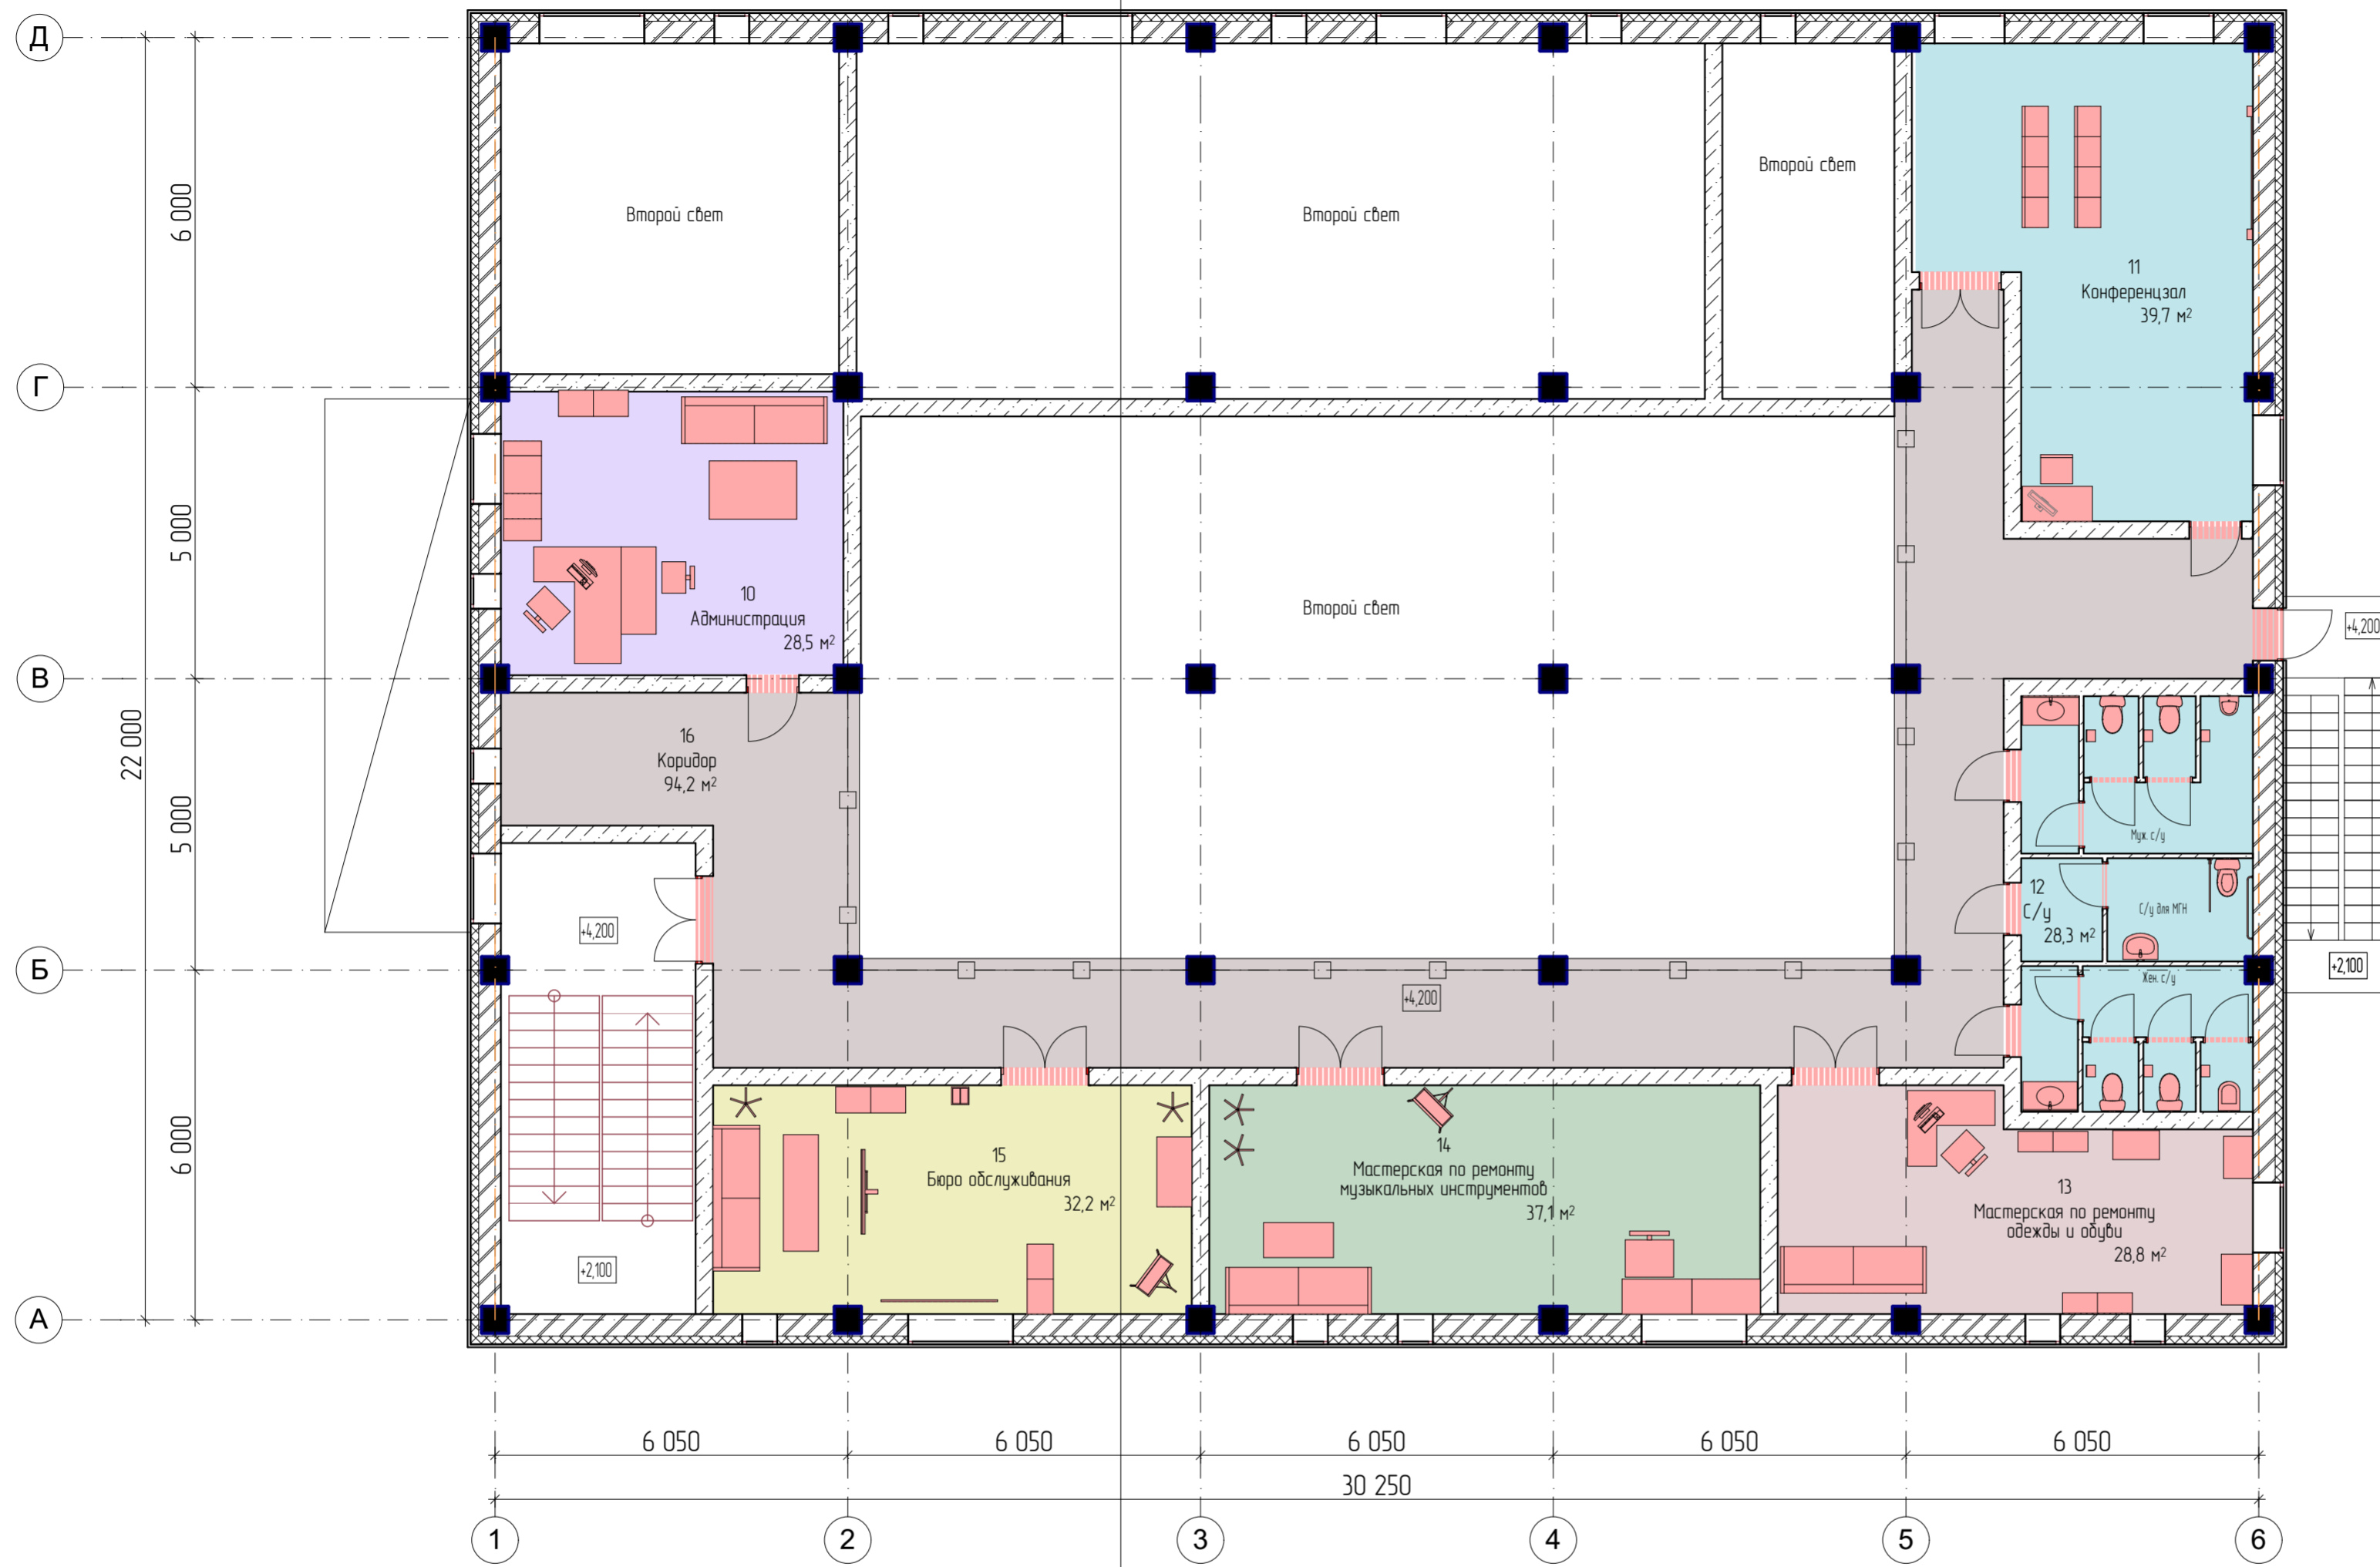 Д
Г
В
Б
А
6 000
5 000
5 000
6 000
22 000
Второй свет
Второй свет
Второй свет
Второй свет
10
Администрация
28,5 м²
11
Конференцзал
39,7 м²
+4,200
16
Коридор
94,2 м²
Муж. с/у
12
С/у
28,3 м²
С/у для МГН
Жен. с/у
+4,200
+2,100
+4,200
+2,100
15
Бюро обслуживания
32,2 м²
14
Мастерская по ремонту
музыкальных инструментов
37,1 м²
13
Мастерская по ремонту
одежды и обуви
28,8 м²
6 050
6 050
6 050
6 050
6 050
30 250
1
2
3
4
5
6